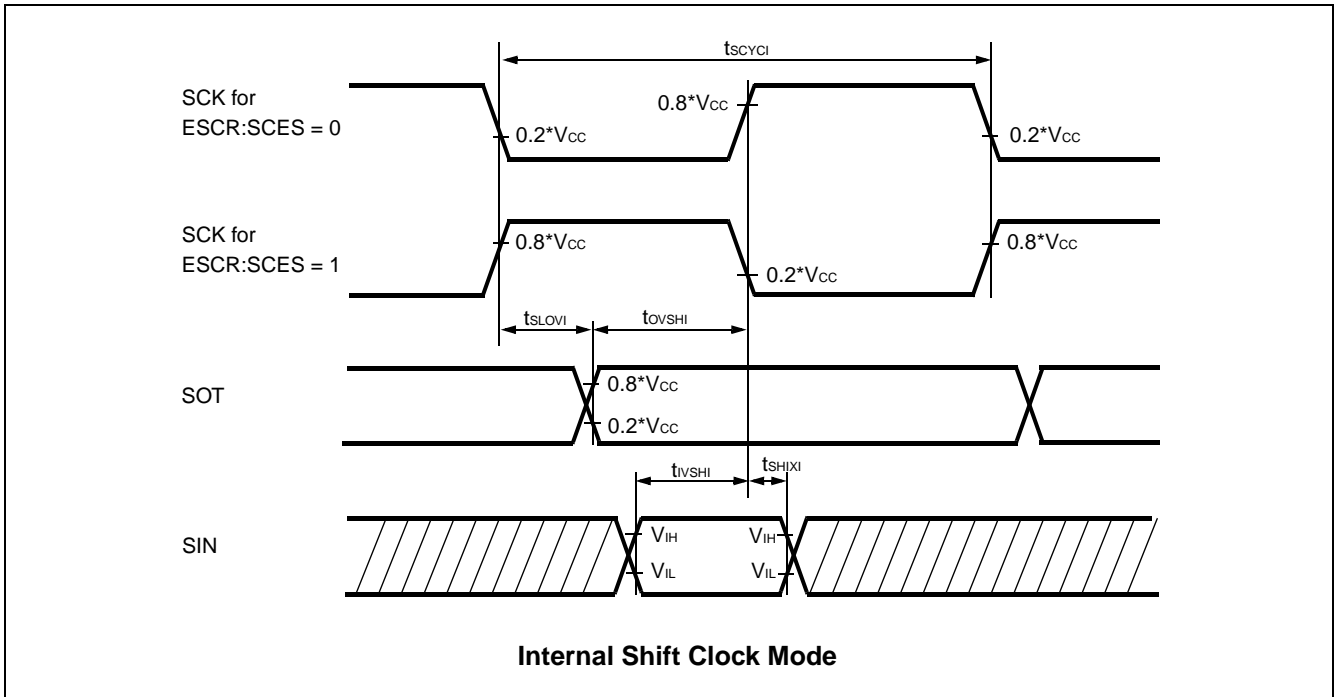 tSCYCI
SCK for
ESCR:SCES = 0
0.8*VCC
0.2*VCC
0.2*VCC
SCK for
ESCR:SCES = 1
0.8*VCC
0.8*VCC
0.2*VCC
tSLOVI
tOVSHI
SOT
0.8*VCC
0.2*VCC
tIVSHI
tSHIXI
SIN
VIH
VIH
VIL
VIL
Internal Shift Clock Mode